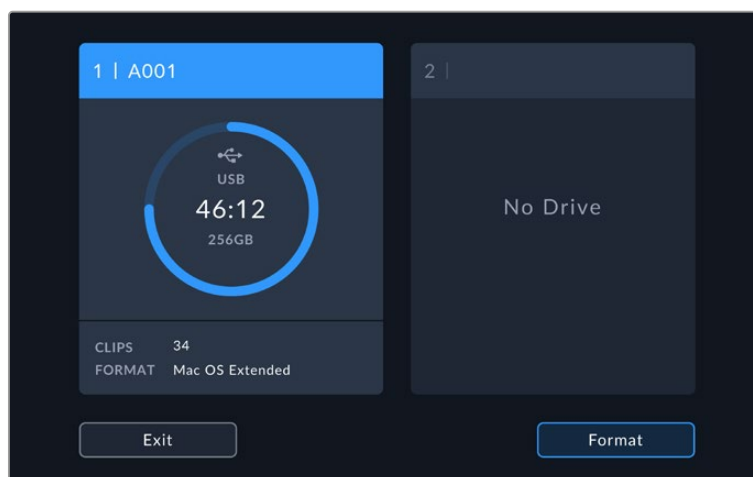 1 | A001
2 |
USB
46:12
256GB
No Drive
CLIPS 34
FORMAT Mac OS Extended
Exit
Format